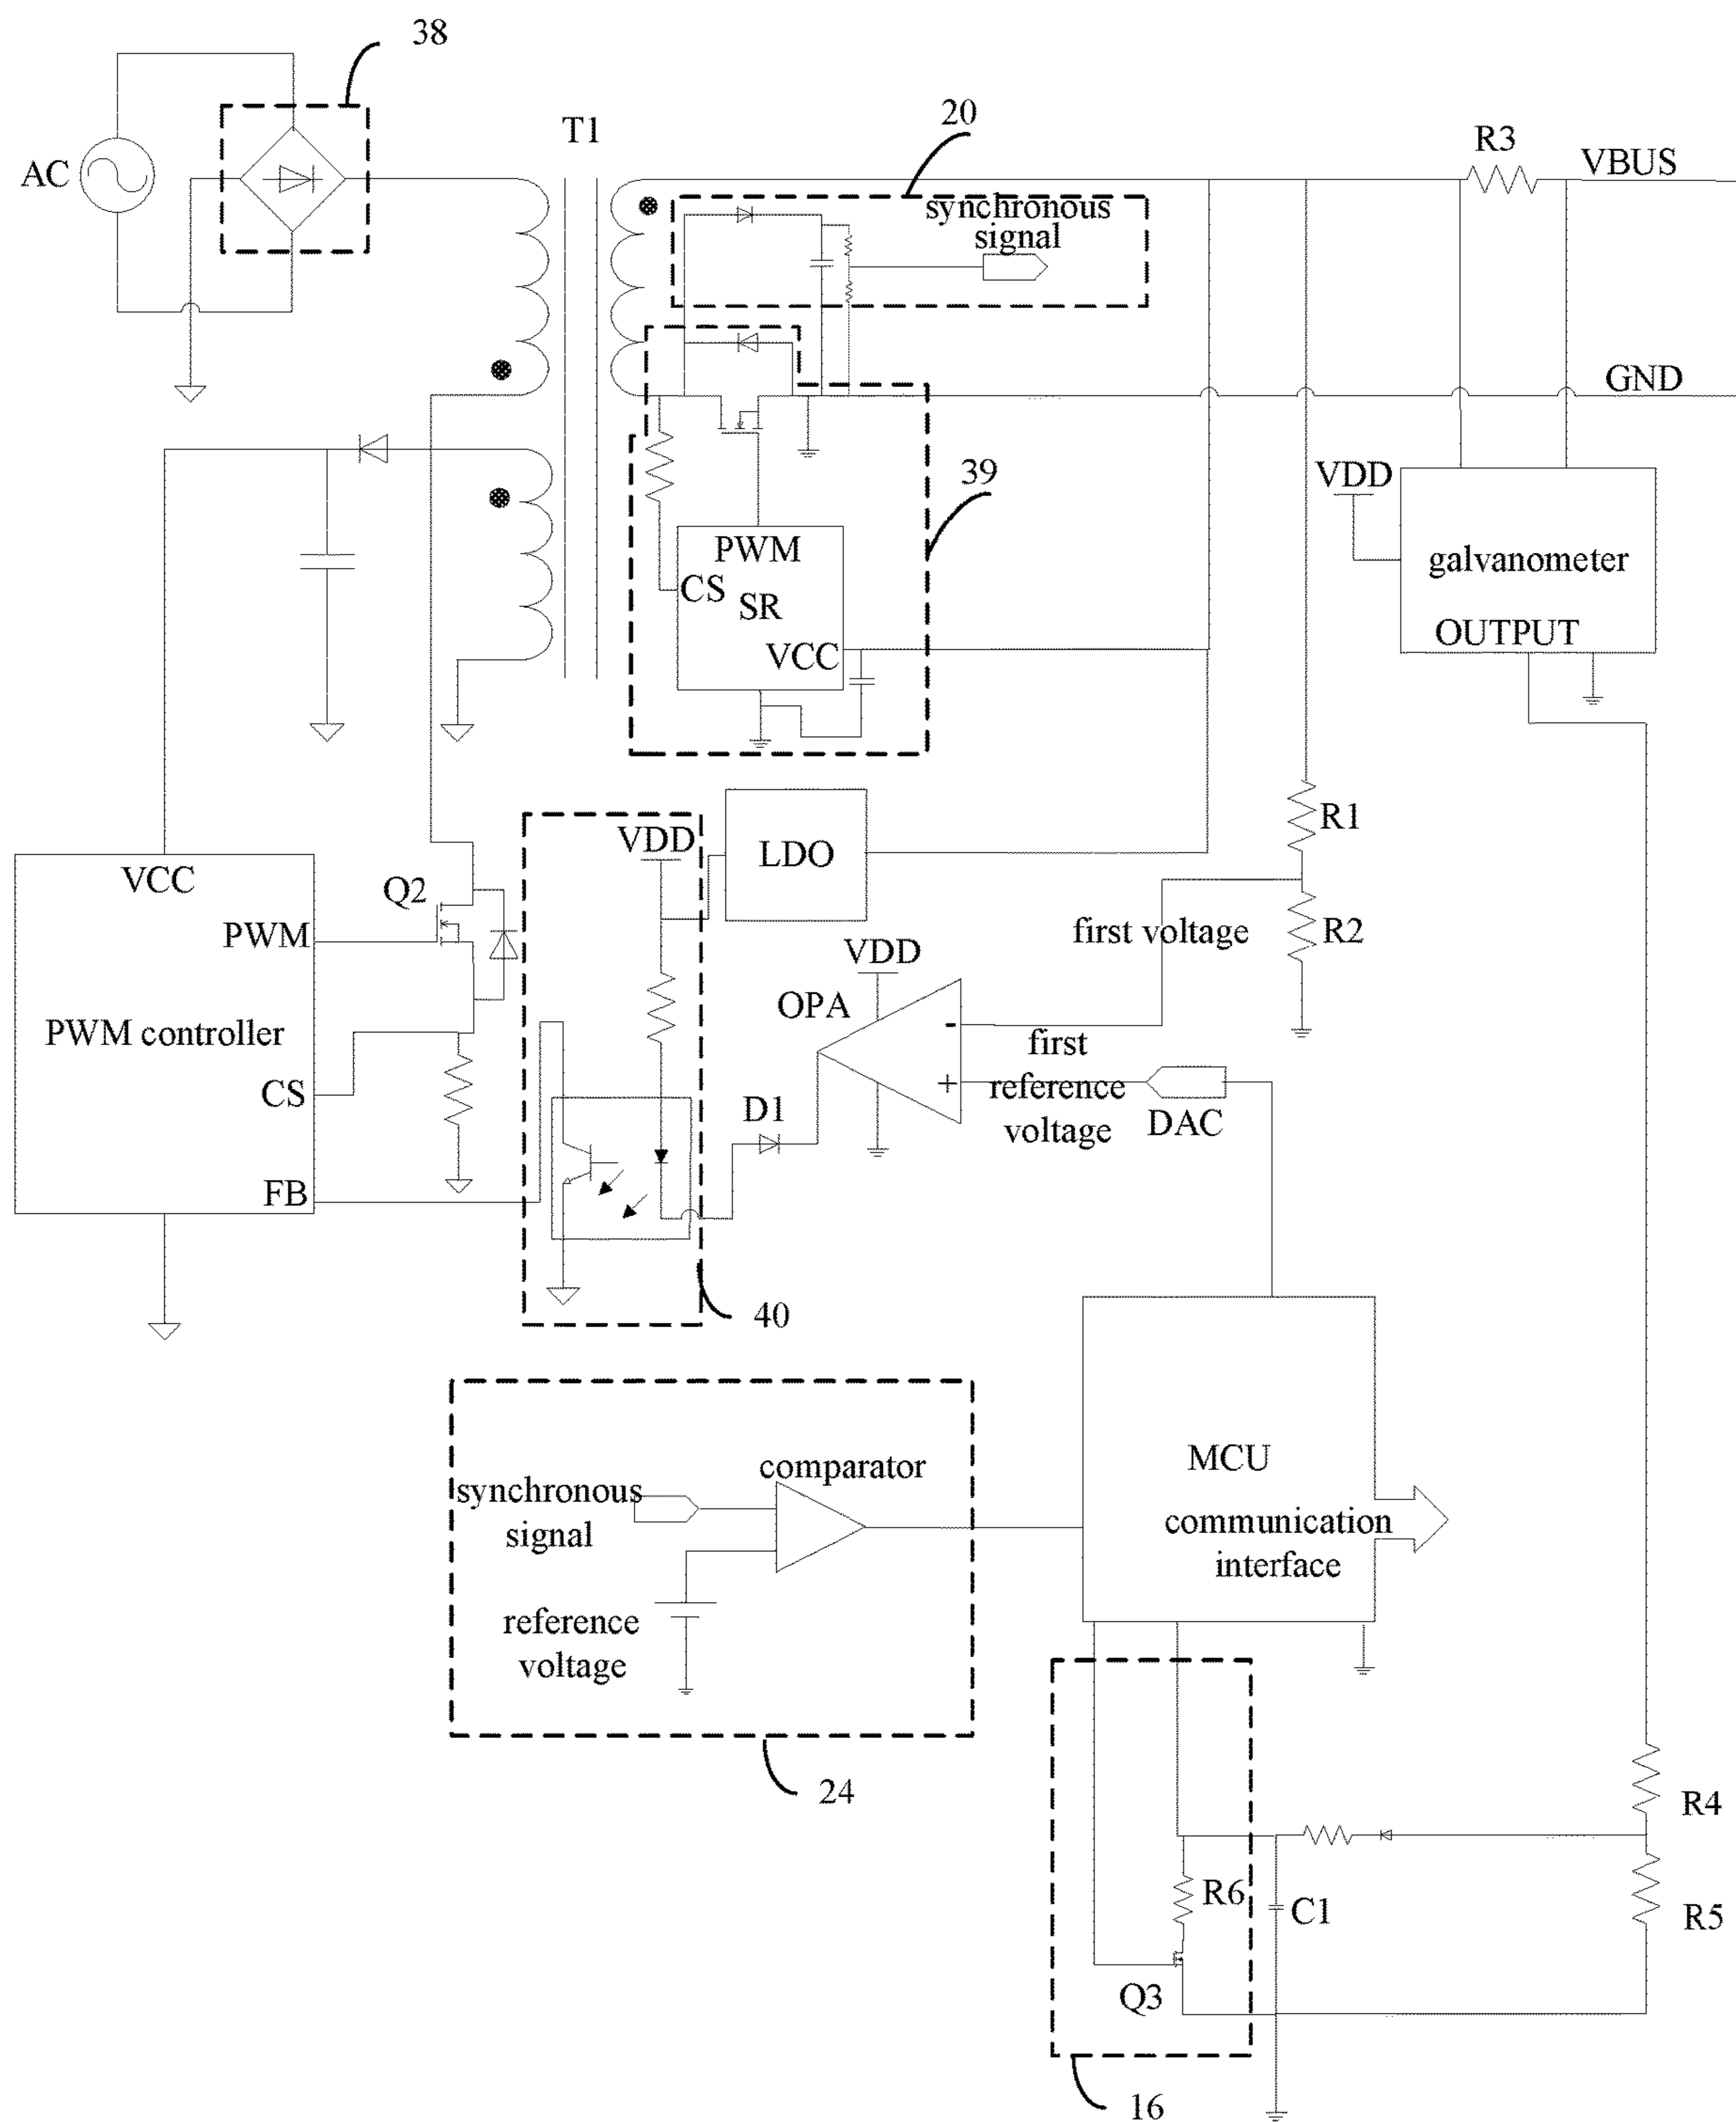 38
AC
T1
20
R3
VBUS
synchronous
signal
GND
39
VDD
galvanometer
OUTPUT
PWM
CS
SR
VCC
VDD
LDO
R1
VCC
Q2
PWM
first voltage
R2
VDD
OPA
-
PWM controller
first
+
reference
voltage
DAC
CS
D1
FB
40
MCU
communication
interface
comparator
synchronous
signal
reference
voltage
24
R4
R6
C1
R5
Q3
16